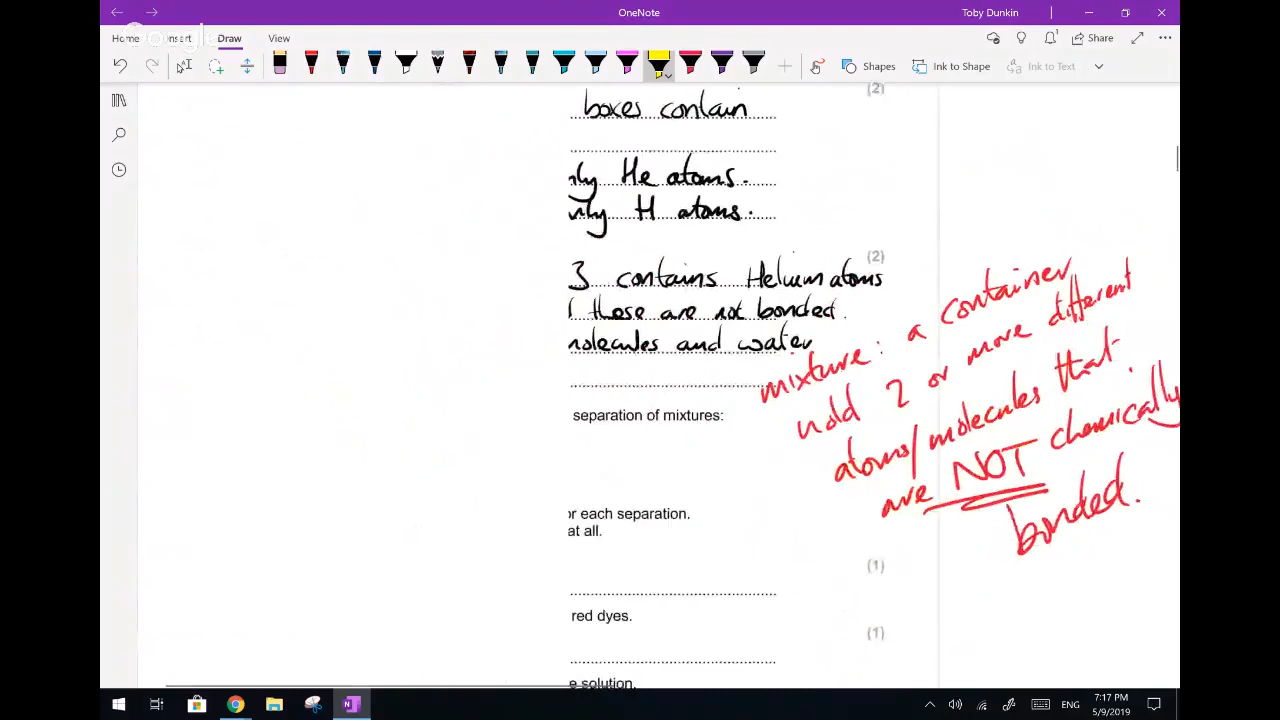 OneNote
Toby Dunkin
Home Insert Draw View
Shapes Ink to Shape Ink to Text Share
(2)
boxes contain
nly He atoms.
nly H atoms.
(2)
3 contains Helium atoms
these are not bonded.
molecules and water
separation of mixtures:
mixture: a container
hold 2 or more different
atoms/molecules that
are NOT chemically
bonded.
or each separation.
at all.
(1)
red dyes.
(1)
e solution.
ENG
7:17 PM
5/9/2019